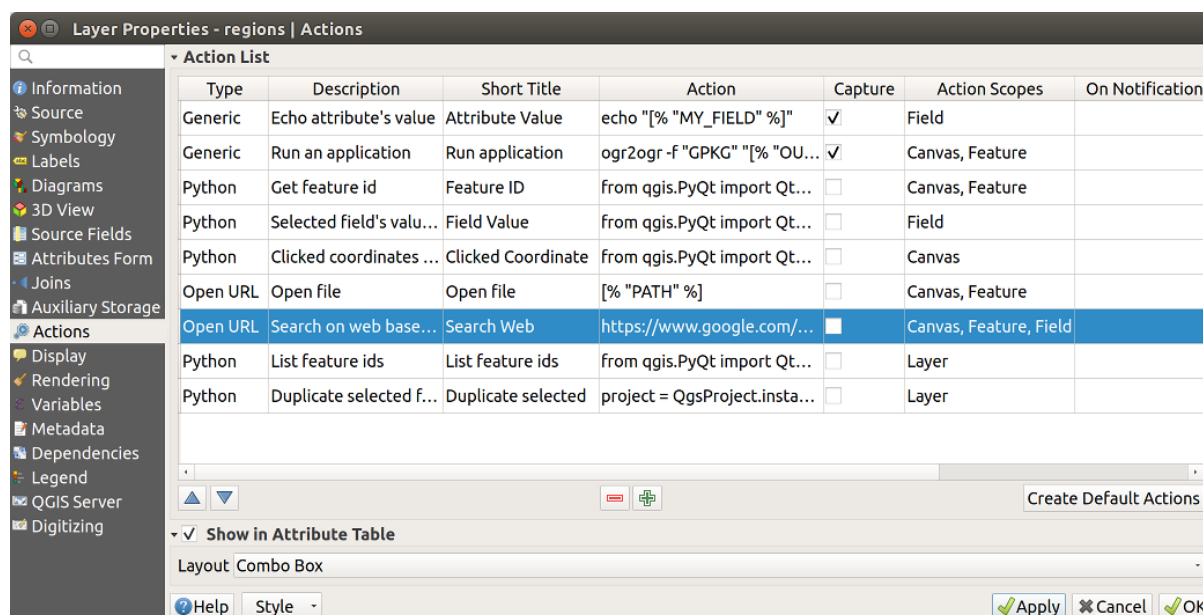 Layer Properties - regions | Actions
Information
Source
Symbology
Labels
Diagrams
3D View
Source Fields
Attributes Form
Joins
Auxiliary Storage
Actions
Display
Rendering
Variables
Metadata
Dependencies
Legend
QGIS Server
Digitizing
Action List
Type Description Short Title Action Capture Action Scopes On Notification
Generic Echo attribute's value Attribute Value echo "[% "MY_FIELD" %]" Field
Generic Run an application Run application ogr2ogr -f "GPKG" "[% "OU... Canvas, Feature
Python Get feature id Feature ID from qgis.PyQt import Qt... Canvas, Feature
Python Selected field's valu... Field Value from qgis.PyQt import Qt... Field
Python Clicked coordinates ... Clicked Coordinate from qgis.PyQt import Qt... Canvas
Open URL Open file Open file [% "PATH" %] Canvas, Feature
Open URL Search on web base... Search Web https://www.google.com/... Canvas, Feature, Field
Python List feature ids List feature ids from qgis.PyQt import Qt... Layer
Python Duplicate selected f... Duplicate selected project = QgsProject.insta... Layer
Create Default Actions
Show in Attribute Table
Layout Combo Box
Help Style Apply Cancel OK